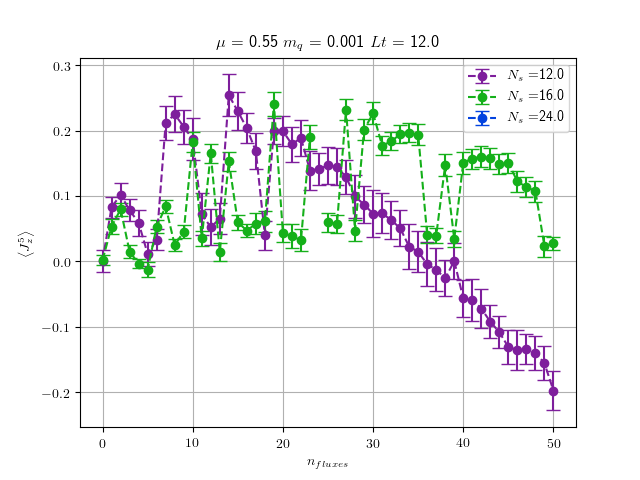 μ = 0.55 m_q = 0.001 Lt = 12.0
0.3
0.2
0.1
0.0
−0.1
−0.2
⟨J_z^5⟩
0 10 20 30 40 50
n_fluxes
N_s =12.0
N_s =16.0
N_s =24.0